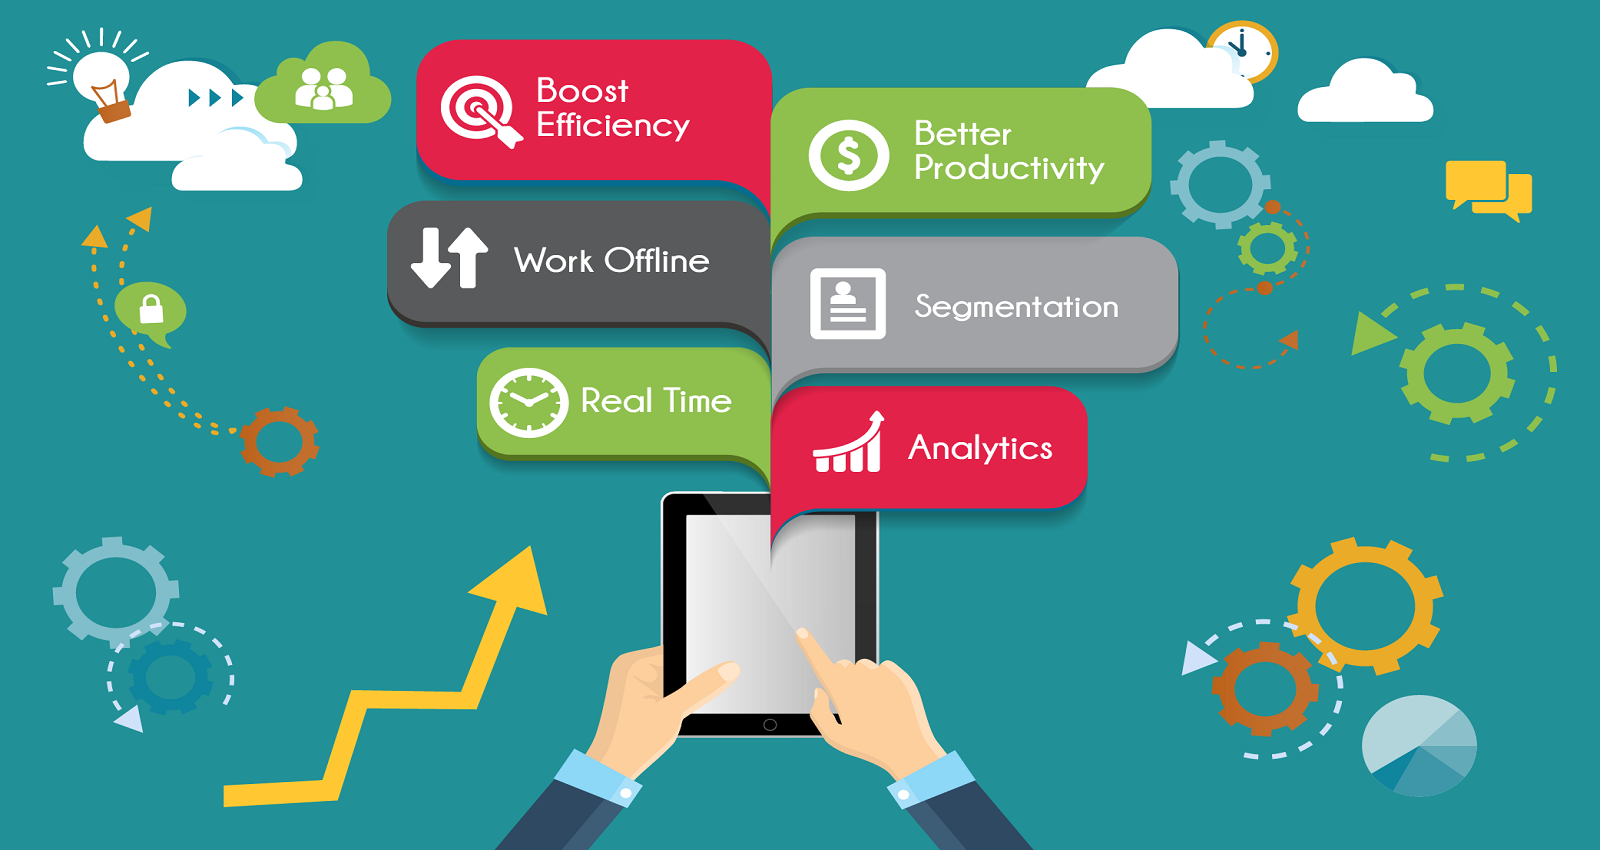 Boost
Efficiency
Better
Productivity
Work Offline
Segmentation
Real Time
Analytics